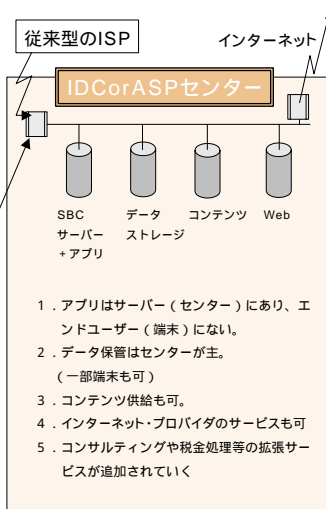 従来型のISP
インターネット
IDCorASPセンター
SBC
サーバー
+アプリ
データ
ストレージ
コンテンツ
Web
1．アプリはサーバー（センター）にあり、エ
ンドユーザー（端末）にない。
2．データ保管はセンターが主。
（一部端末も可）
3．コンテンツ供給も可。
4．インターネット・プロバイダのサービスも可
5．コンサルティングや税金処理等の拡張サー
ビスが追加されていく